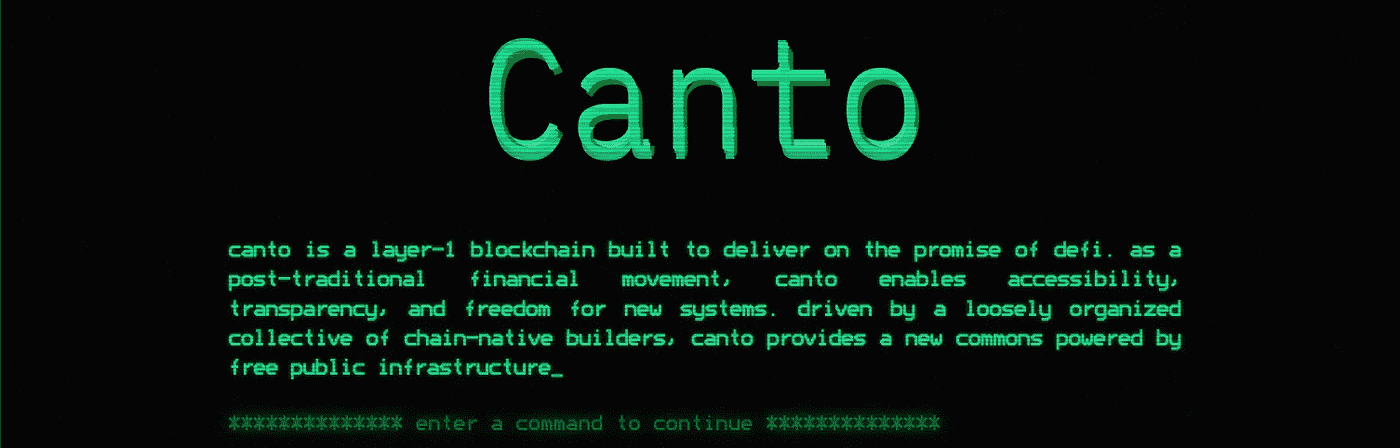 Canto
canto is a layer-1 blockchain built to deliver on the promise of defi. as a
post-traditional financial movement, canto enables accessibility,
transparency, and freedom for new systems. driven by a loosely organized
collective of chain-native builders, canto provides a new commons powered by
free public infrastructure_
************** enter a command to continue **************